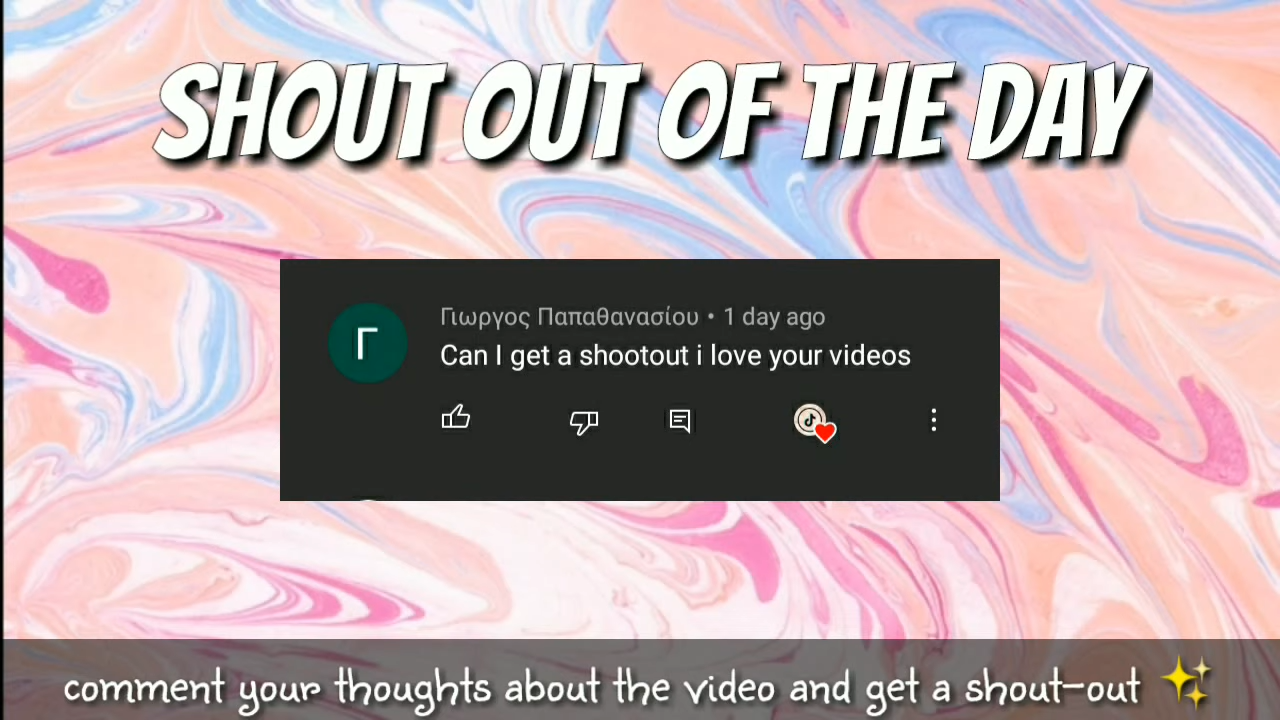 SHOUT OUT OF THE DAY
Γ
Γιωργος Παπαθανασίου • 1 day ago
Can I get a shootout i love your videos
comment your thoughts about the video and get a shout-out ✨